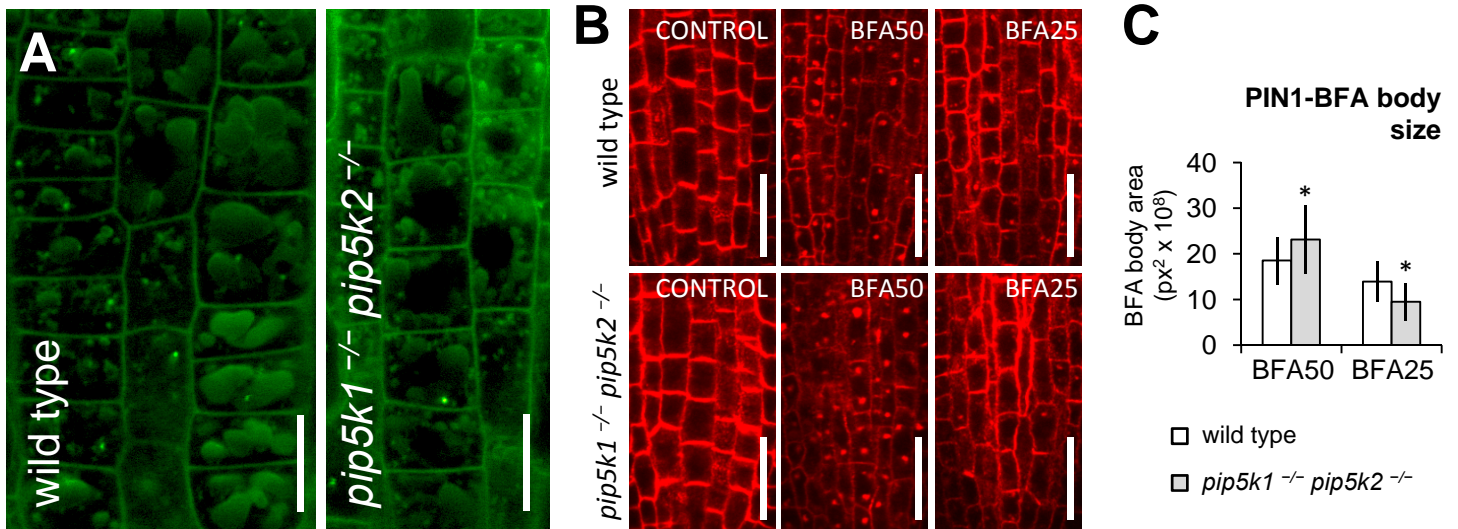 A
wild type
pip5k1 ⁻/⁻ pip5k2 ⁻/⁻
B
CONTROL
BFA50
BFA25
wild type
CONTROL
BFA50
BFA25
pip5k1 ⁻/⁻ pip5k2 ⁻/⁻
C
PIN1-BFA body
size
BFA body area
(px² x 10⁸)
40
30
20
10
0
*
*
BFA50
BFA25
wild type
pip5k1 ⁻/⁻ pip5k2 ⁻/⁻